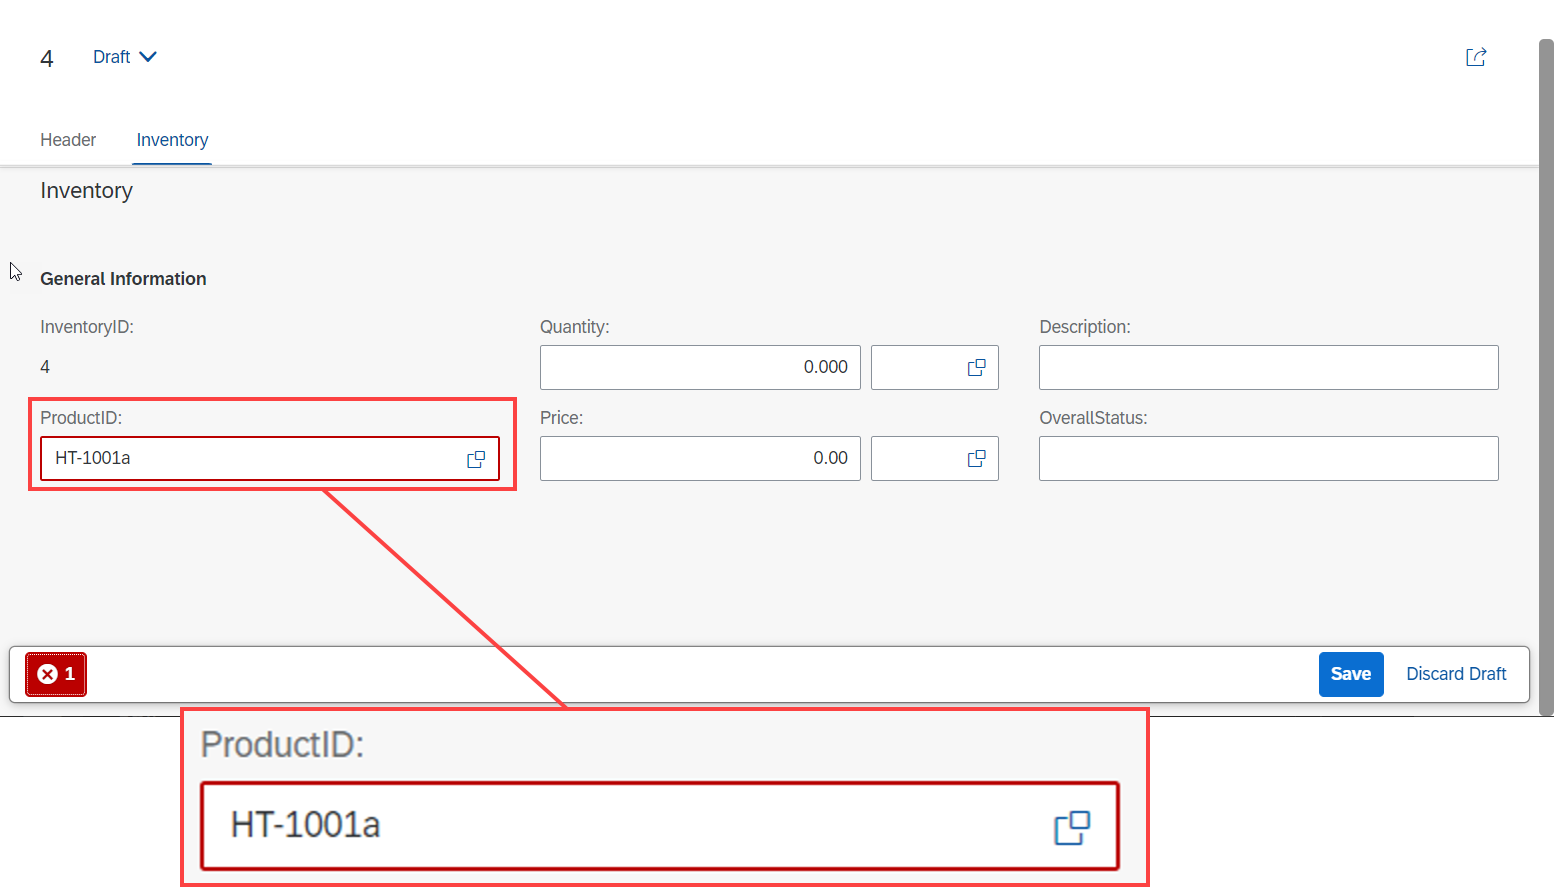 4 Draft
Header Inventory
Inventory
General Information
InventoryID:
4
Quantity:
0.000
Description:
ProductID:
HT-1001a
Price:
0.00
OverallStatus:
1 Save Discard Draft
ProductID:
HT-1001a